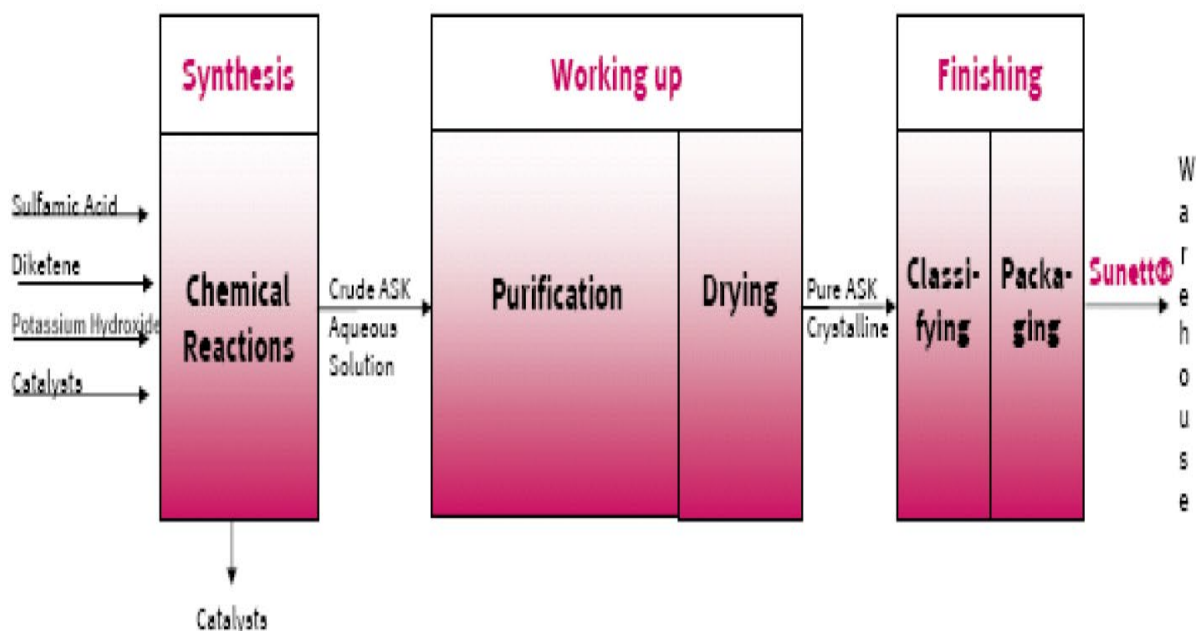 Synthesis
Working up
Finishing
Sulfamic Acid
Diketene
Potassium Hydroxide
Catalysts
Chemical
Reactions
Crude ASK
Aqueous
Solution
Purification
Drying
Pure ASK
Crystalline
Classi-
fying
Packa-
ging
Sunett®
Warehouse
Catalysts